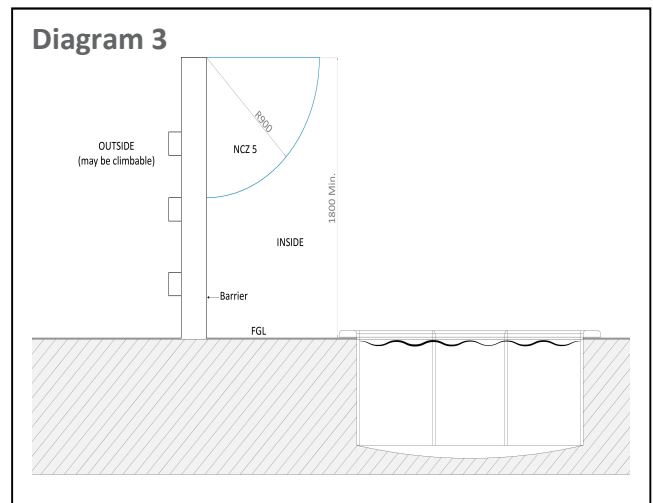 Diagram 3
OUTSIDE
(may be climbable)
R900
NCZ 5
1800 Min.
INSIDE
Barrier
FGL